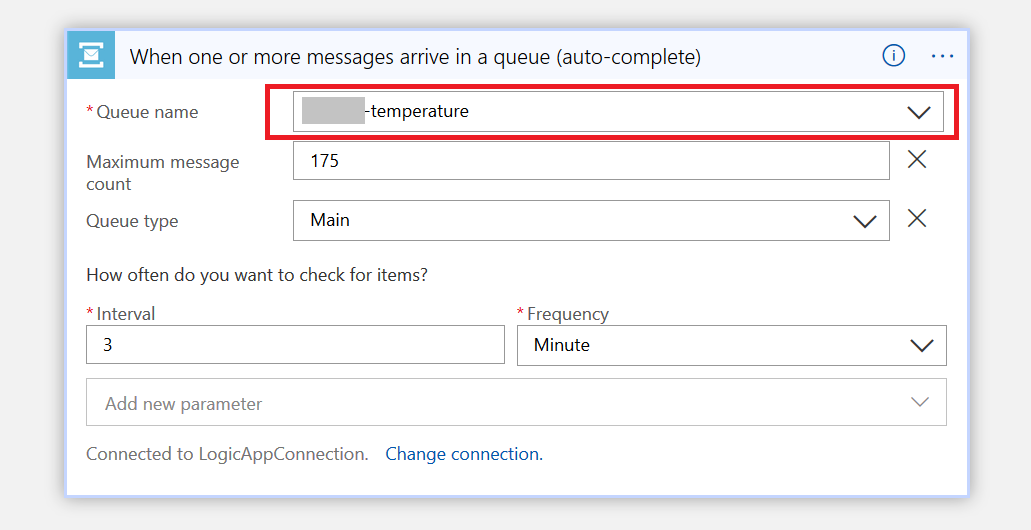 When one or more messages arrive in a queue (auto-complete)
* Queue name
-temperature
Maximum message
count
175
Queue type
Main
How often do you want to check for items?
* Interval
* Frequency
3
Minute
Add new parameter
Connected to LogicAppConnection. Change connection.